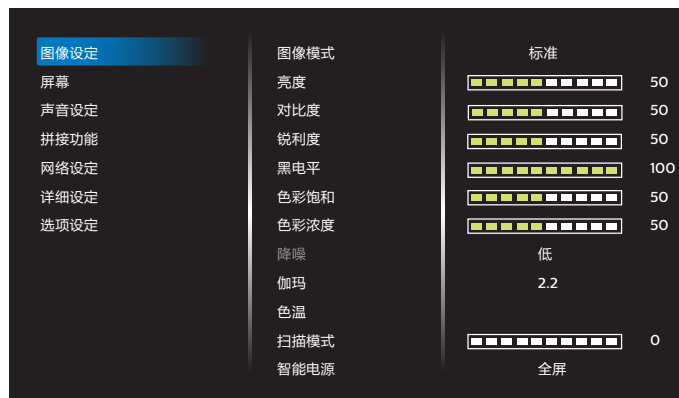 图像设定 图像模式 标准
屏幕 亮度 50
声音设定 对比度 50
拼接功能 锐利度 50
网络设定 黑电平 100
详细设定 色彩饱和 50
选项设定 色彩浓度 50
降噪 低
伽玛 2.2
色温
扫描模式 0
智能电源 全屏